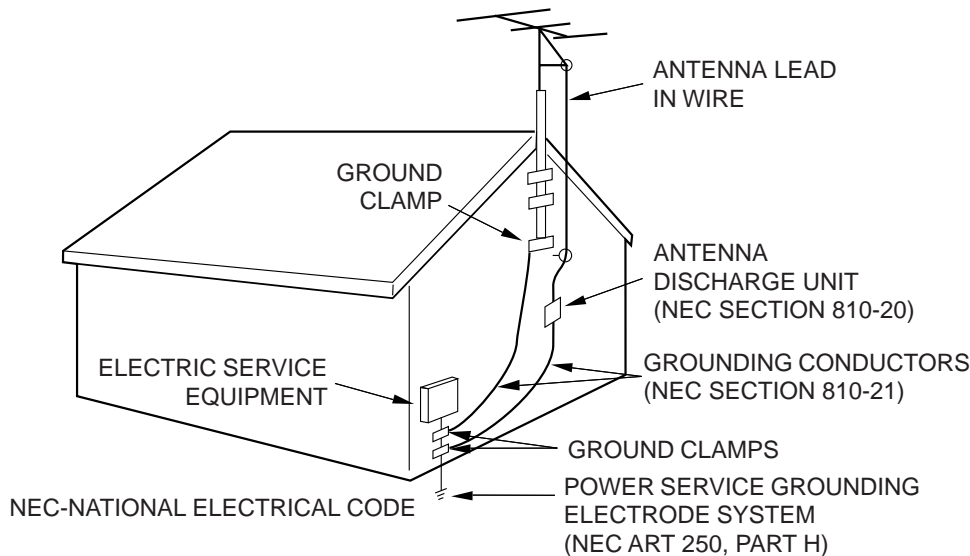 ANTENNA LEAD
IN WIRE
GROUND
CLAMP
ANTENNA
DISCHARGE UNIT
(NEC SECTION 810-20)
ELECTRIC SERVICE
EQUIPMENT
GROUNDING CONDUCTORS
(NEC SECTION 810-21)
GROUND CLAMPS
POWER SERVICE GROUNDING
ELECTRODE SYSTEM
(NEC ART 250, PART H)
NEC-NATIONAL ELECTRICAL CODE